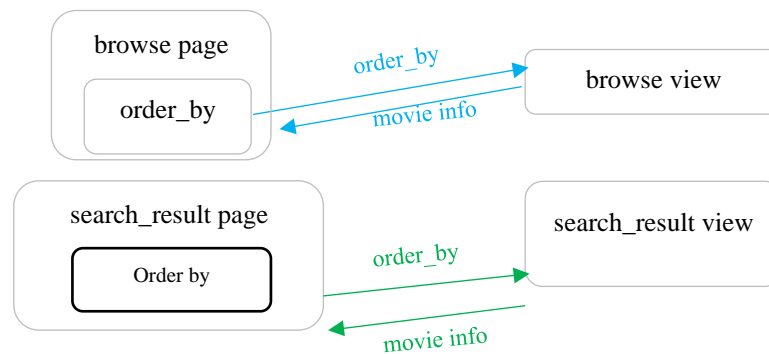 browse page
order_by
order_by
movie info
browse view
search_result page
Order by
order_by
movie info
search_result view